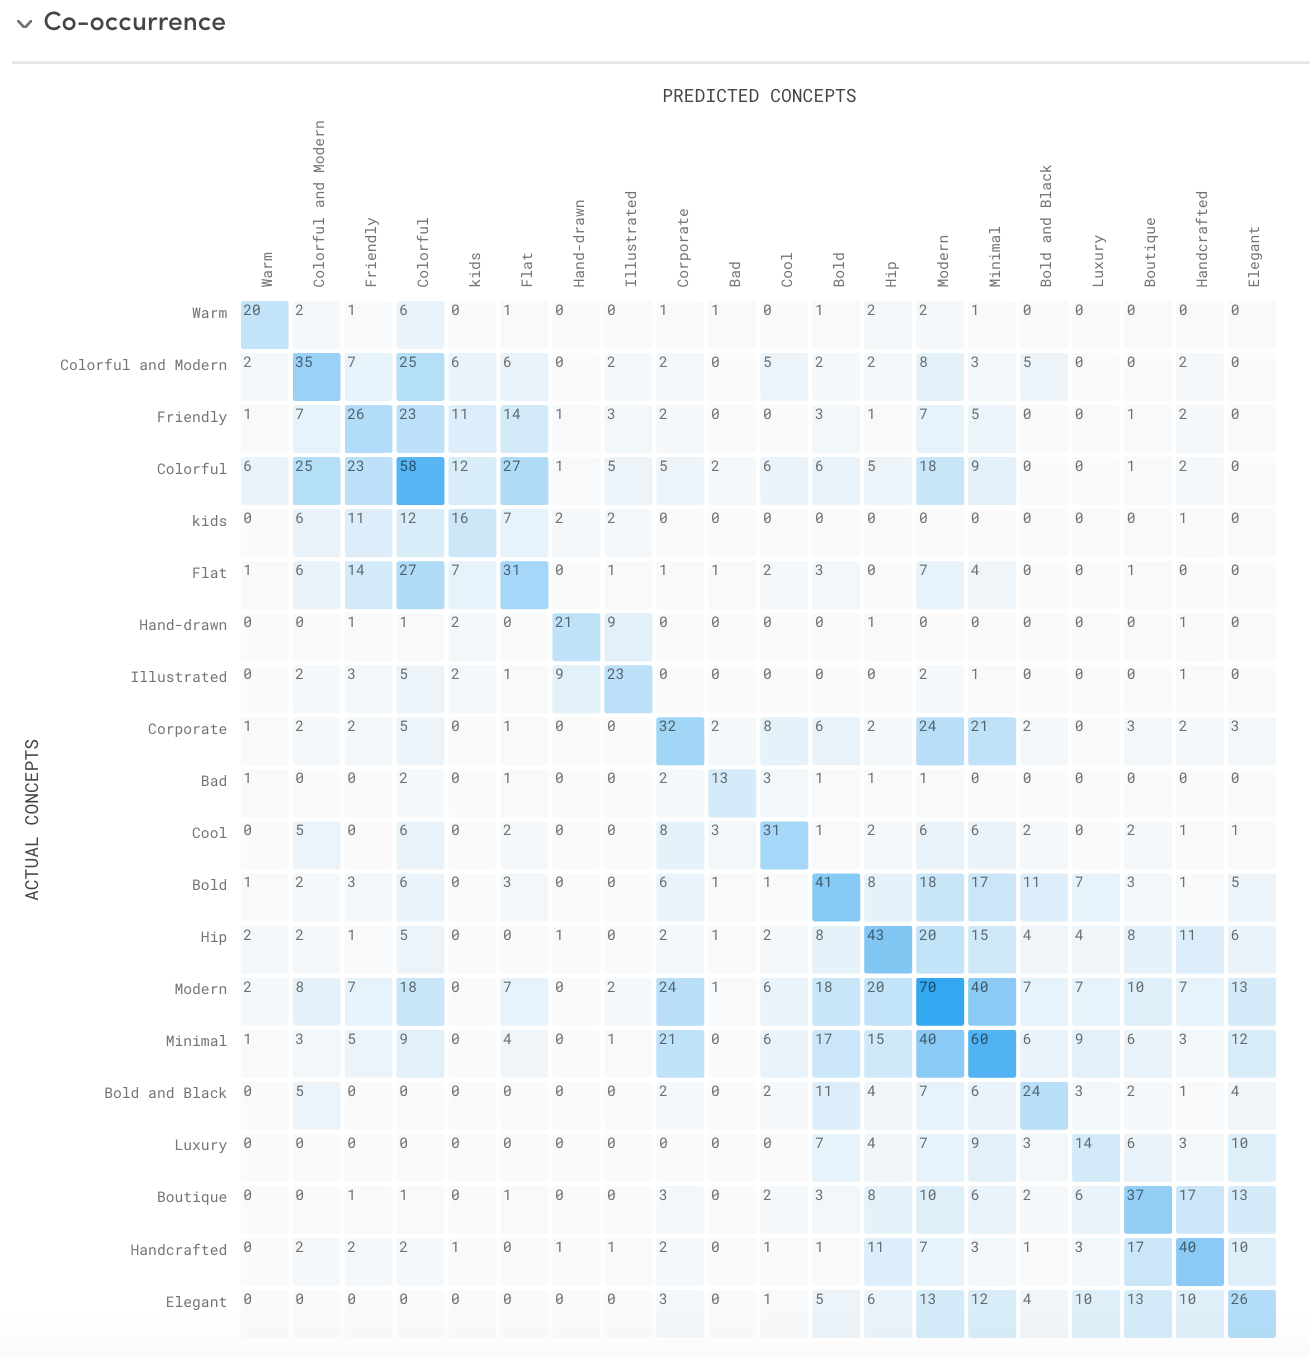 Co-occurrence
PREDICTED CONCEPTS
Warm Colorful and Modern Friendly Colorful kids Flat Hand-drawn Illustrated Corporate Bad Cool Bold Hip Modern Minimal Bold and Black Luxury Boutique Handcrafted Elegant
ACTUAL CONCEPTS
Warm 20 2 1 6 0 1 0 0 1 1 0 1 2 2 1 0 0 0 0 0
Colorful and Modern 2 35 7 25 6 6 0 2 2 0 5 2 2 8 3 5 0 0 2 0
Friendly 1 7 26 23 11 14 1 3 2 0 0 3 1 7 5 0 0 1 2 0
Colorful 6 25 23 58 12 27 1 5 5 2 6 6 5 18 9 0 0 1 2 0
kids 0 6 11 12 16 7 2 2 0 0 0 0 0 0 0 0 0 0 1 0
Flat 1 6 14 27 7 31 0 1 1 1 2 3 0 7 4 0 0 1 0 0
Hand-drawn 0 0 1 1 2 0 21 9 0 0 0 0 1 0 0 0 0 0 1 0
Illustrated 0 2 3 5 2 1 9 23 0 0 0 0 0 2 1 0 0 0 1 0
Corporate 1 2 2 5 0 1 0 0 32 2 8 6 2 24 21 2 0 3 2 3
Bad 1 0 0 2 0 1 0 0 2 13 3 1 1 1 0 0 0 0 0 0
Cool 0 5 0 6 0 2 0 0 8 3 31 1 2 6 6 2 0 2 1 1
Bold 1 2 3 6 0 3 0 0 6 1 1 41 8 18 17 11 7 3 1 5
Hip 2 2 1 5 0 0 1 0 2 1 2 8 43 20 15 4 4 8 11 6
Modern 2 8 7 18 0 7 0 2 24 1 6 18 20 70 40 7 7 10 7 13
Minimal 1 3 5 9 0 4 0 1 21 0 6 17 15 40 60 6 9 6 3 12
Bold and Black 0 5 0 0 0 0 0 0 2 0 2 11 4 7 6 24 3 2 1 4
Luxury 0 0 0 0 0 0 0 0 0 0 0 7 4 7 9 3 14 6 3 10
Boutique 0 0 1 1 0 1 0 0 3 0 2 3 8 10 6 2 6 37 17 13
Handcrafted 0 2 2 2 1 0 1 1 2 0 1 1 11 7 3 1 3 17 40 10
Elegant 0 0 0 0 0 0 0 0 3 0 1 5 6 13 12 4 10 13 10 26